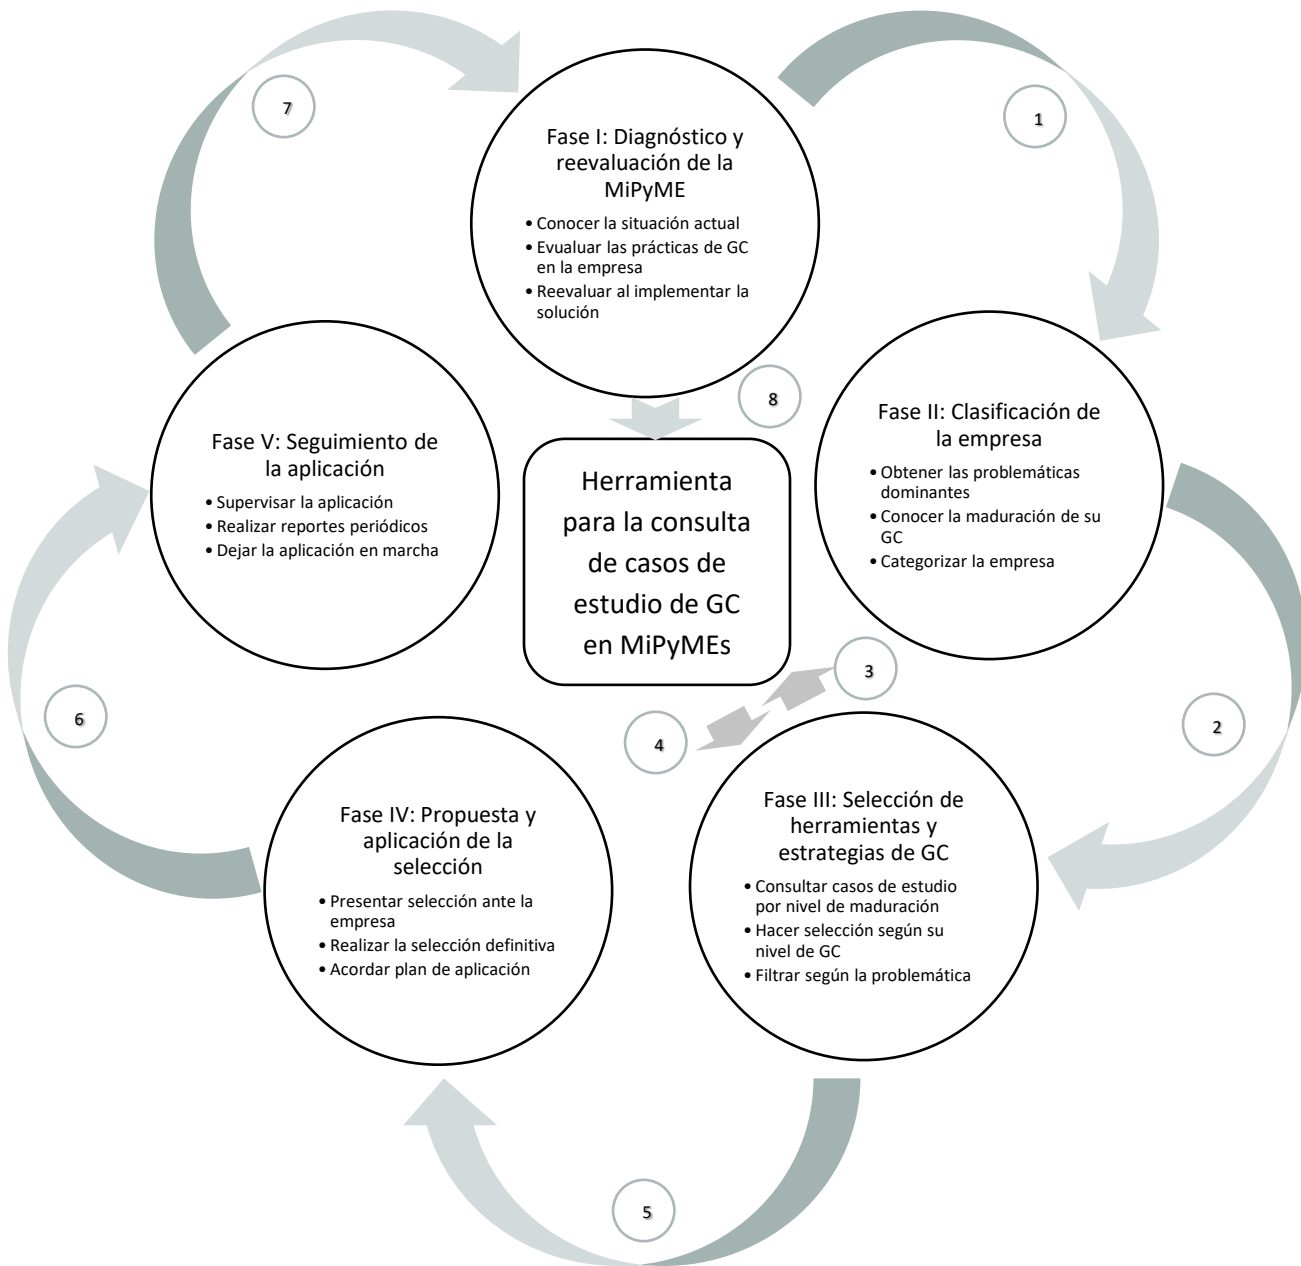 7
1
Fase I: Diagnóstico y
reevaluación de la
MiPyME
• Conocer la situación actual
• Evualuar las prácticas de GC
en la empresa
• Reevaluar al implementar la
solución
8
Fase II: Clasificación de
la empresa
• Obtener las problemáticas
dominantes
• Conocer la maduración de su
GC
• Categorizar la empresa
Fase V: Seguimiento de
la aplicación
• Supervisar la aplicación
• Realizar reportes periódicos
• Dejar la aplicación en marcha
Herramienta
para la consulta
de casos de
estudio de GC
en MiPyMEs
3
4
6
2
Fase III: Selección de
herramientas y
estrategias de GC
• Consultar casos de estudio
por nivel de maduración
• Hacer selección según su
nivel de GC
• Filtrar según la problemática
Fase IV: Propuesta y
aplicación de la
selección
• Presentar selección ante la
empresa
• Realizar la selección definitiva
• Acordar plan de aplicación
5